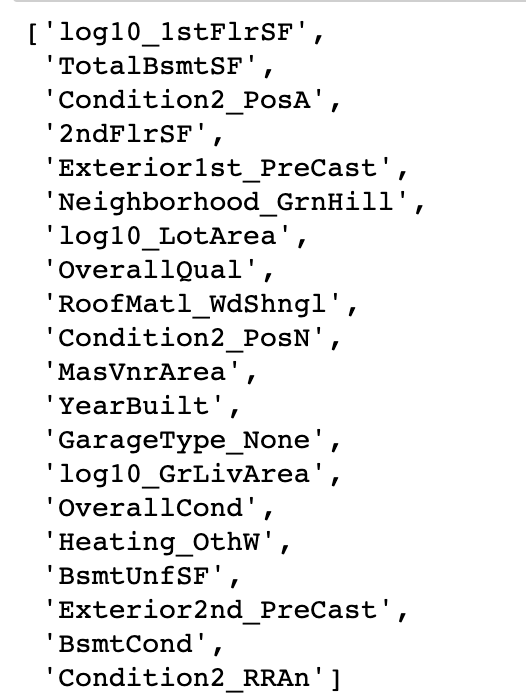 ['log10_1stFlrSF',
'TotalBsmtSF',
'Condition2_PosA',
'2ndFlrSF',
'Exterior1st_PreCast',
'Neighborhood_GrnHill',
'log10_LotArea',
'OverallQual',
'RoofMatl_WdShngl',
'Condition2_PosN',
'MasVnrArea',
'YearBuilt',
'GarageType_None',
'log10_GrLivArea',
'OverallCond',
'Heating_OthW',
'BsmtUnfSF',
'Exterior2nd_PreCast',
'BsmtCond',
'Condition2_RRAn']